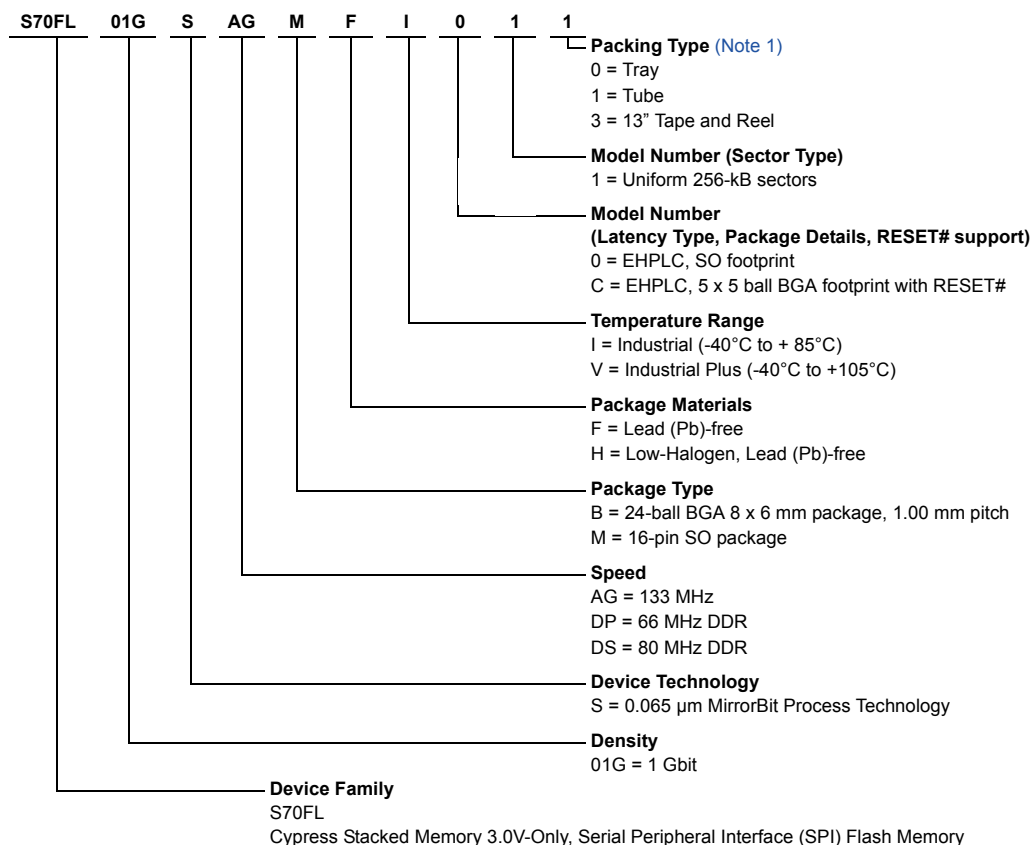 S70FL 01G S AG M F I 0 1 1
Packing Type (Note 1)
0 = Tray
1 = Tube
3 = 13” Tape and Reel
Model Number (Sector Type)
1 = Uniform 256-kB sectors
Model Number
(Latency Type, Package Details, RESET# support)
0 = EHPLC, SO footprint
C = EHPLC, 5 x 5 ball BGA footprint with RESET#
Temperature Range
I = Industrial (-40°C to + 85°C)
V = Industrial Plus (-40°C to +105°C)
Package Materials
F = Lead (Pb)-free
H = Low-Halogen, Lead (Pb)-free
Package Type
B = 24-ball BGA 8 x 6 mm package, 1.00 mm pitch
M = 16-pin SO package
Speed
AG = 133 MHz
DP = 66 MHz DDR
DS = 80 MHz DDR
Device Technology
S = 0.065 µm MirrorBit Process Technology
Density
01G = 1 Gbit
Device Family
S70FL
Cypress Stacked Memory 3.0V-Only, Serial Peripheral Interface (SPI) Flash Memory